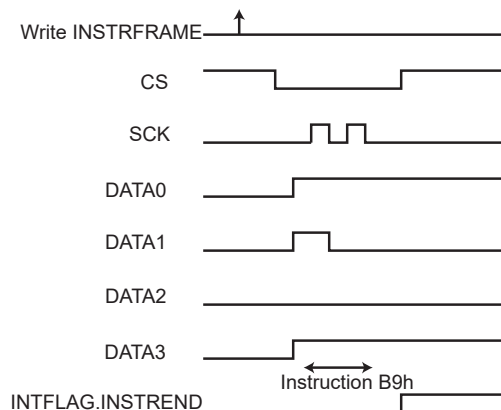 Write INSTRFRAME
CS
SCK
DATA0
DATA1
DATA2
DATA3
Instruction B9h
INTFLAG.INSTREND